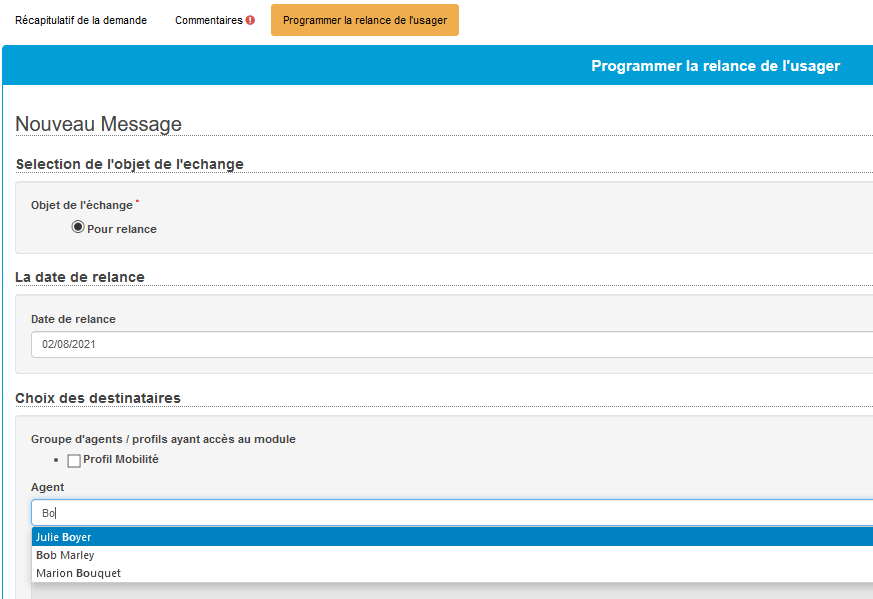 Récapitulatif de la demande Commentaires Programmer la relance de l'usager
Programmer la relance de l'usager
Nouveau Message
Selection de l'objet de l'echange
Objet de l'échange *
Pour relance
La date de relance
Date de relance
02/08/2021
Choix des destinataires
Groupe d'agents / profils ayant accès au module
Profil Mobilité
Agent
Bo
Julie Boyer
Bob Marley
Marion Bouquet